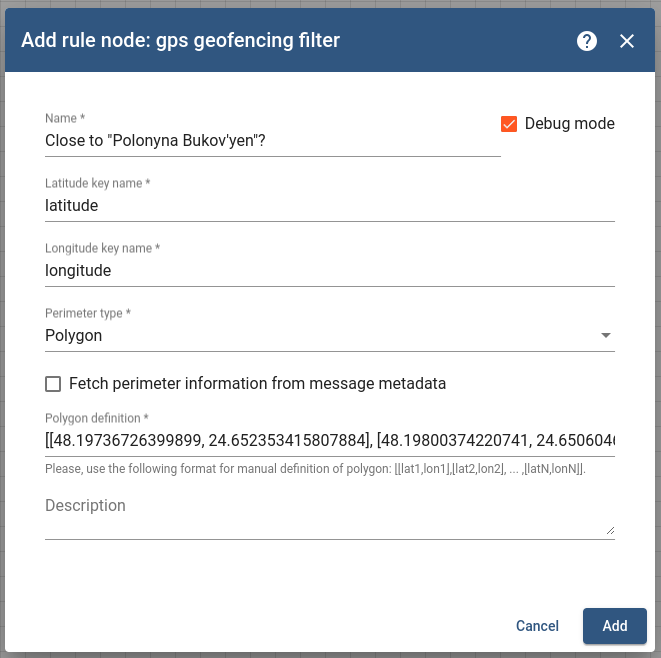 Add rule node: gps geofencing filter
Name *
Close to "Polonyna Bukov'yen"?
Debug mode
Latitude key name *
latitude
Longitude key name *
longitude
Perimeter type *
Polygon
Fetch perimeter information from message metadata
Polygon definition *
[[48.19736726399899, 24.652353415807884], [48.19800374220741, 24.6506046
Please, use the following format for manual definition of polygon: [[lat1,lon1],[lat2,lon2], ... ,[latN,lonN]].
Description
Cancel
Add